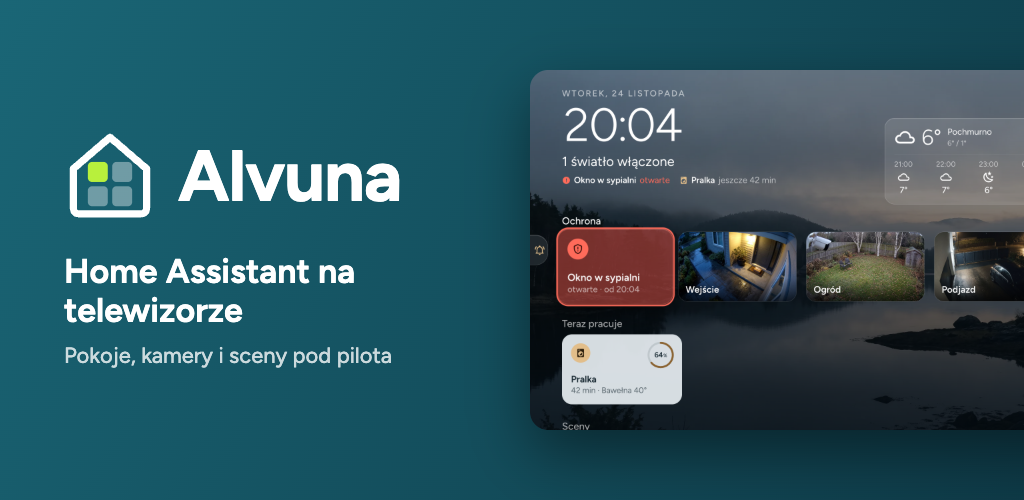 Alvuna
Home Assistant na
telewizorze
Pokoje, kamery i sceny pod pilota
WTOREK, 24 LISTOPADA
20:04
1 światło włączone
Okno w sypialni otwarte Pralka jeszcze 42 min
6° Pochmurno
6° / 1°
21:00 22:00 23:00
7° 7° 6°
Ochrona
Okno w sypialni
otwarte · od 20:04
Wejście
Ogród
Podjazd
Teraz pracuje
64%
Pralka
42 min · Bawełna 40°
Sceny